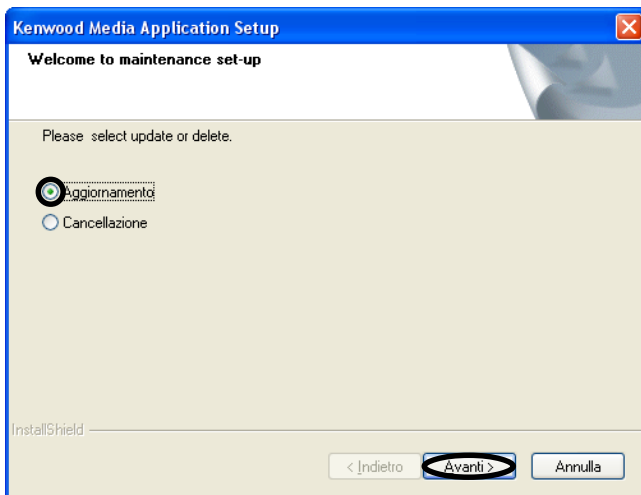 Kenwood Media Application Setup
Welcome to maintenance set-up
Please select update or delete.
Aggiornamento
Cancellazione
InstallShield
< Indietro
Avanti >
Annulla